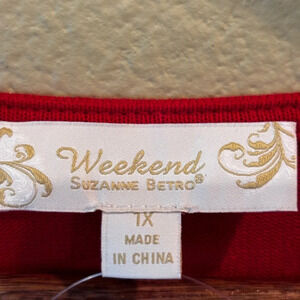 Weekend
SUZANNE BETRO®
1X
MADE
IN CHINA